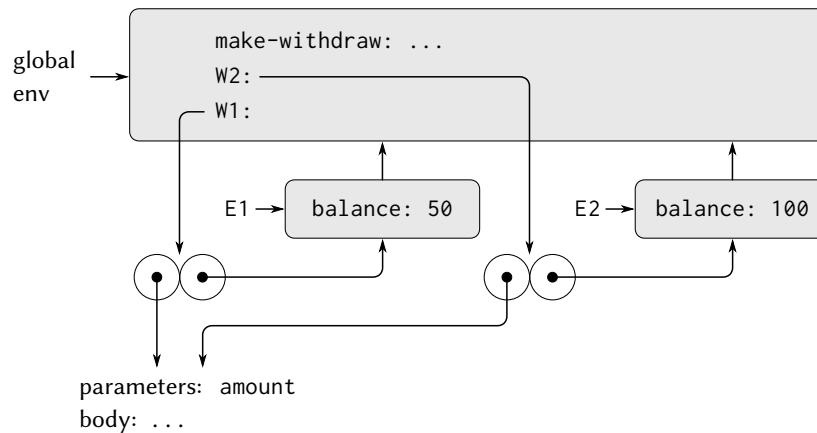 make-withdraw: ...
global
env
W2:
W1:
E1
balance: 50
E2
balance: 100
parameters: amount
body: ...